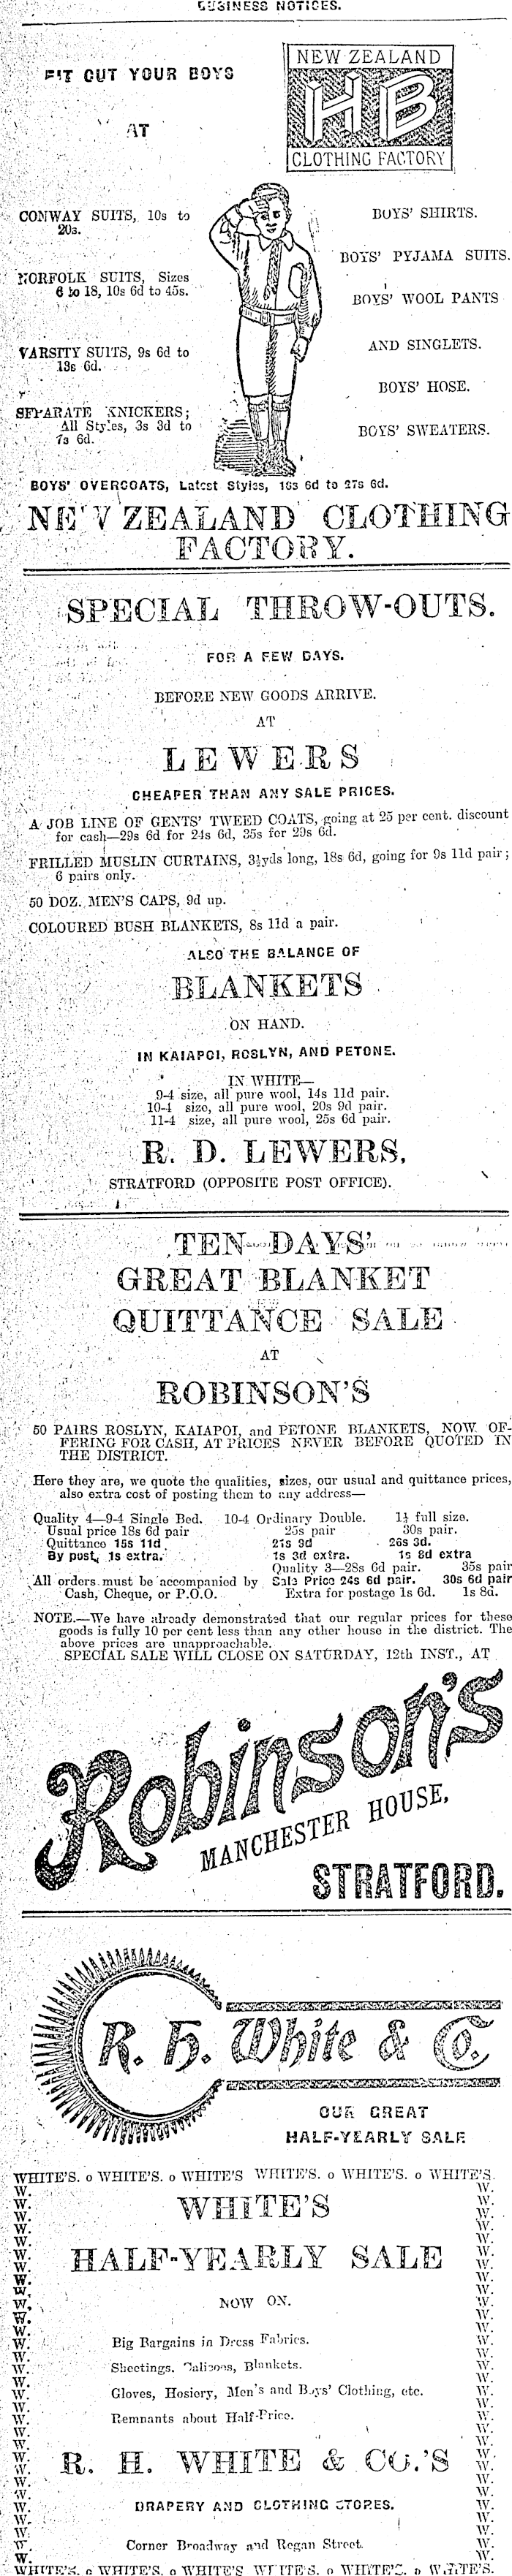 BUSINESS NOTICES.
FIT OUT YOUR BOYS
AT
NEW ZEALAND
HB
CLOTHING FACTORY
CONWAY SUITS, 10s to
20s.
NORFOLK SUITS, Sizes
6 to 18, 10s 6d to 45s.
VARSITY SUITS, 9s 6d to
13s 6d.
SEPARATE KNICKERS;
All Styles, 3s 3d to
7s 6d.
BOYS' SHIRTS.
BOYS' PYJAMA SUITS.
BOYS' WOOL PANTS
AND SINGLETS.
BOYS' HOSE.
BOYS' SWEATERS.
BOYS' OVERCOATS, Latest Styles, 16s 6d to 27s 6d.
NEW ZEALAND CLOTHING
FACTORY.
SPECIAL THROW-OUTS.
FOR A FEW DAYS.
BEFORE NEW GOODS ARRIVE.
AT
LEWERS
CHEAPER THAN ANY SALE PRICES.
A JOB LINE OF GENTS' TWEED COATS, going at 25 per cent. discount
for cash—29s 6d for 24s 6d, 35s for 29s 6d.
FRILLED MUSLIN CURTAINS, 3½yds long, 18s 6d, going for 9s 11d pair;
6 pairs only.
50 DOZ. MEN'S CAPS, 9d up.
COLOURED BUSH BLANKETS, 8s 11d a pair.
ALSO THE BALANCE OF
BLANKETS
ON HAND.
IN KAIAPOI, ROSLYN, AND PETONE.
IN WHITE—
9-4 size, all pure wool, 14s 11d pair.
10-4 size, all pure wool, 20s 9d pair.
11-4 size, all pure wool, 25s 6d pair.
R. D. LEWERS,
STRATFORD (OPPOSITE POST OFFICE).
TEN DAYS'
GREAT BLANKET
QUITTANCE SALE
AT
ROBINSON'S
50 PAIRS ROSLYN, KAIAPOI, and PETONE BLANKETS, NOW OF-
FERING FOR CASH, AT PRICES NEVER BEFORE QUOTED IN
THE DISTRICT.
Here they are, we quote the qualities, sizes, our usual and quittance prices,
also extra cost of posting them to any address—
Quality 4—9-4 Single Bed. 10-4 Ordinary Double. 1½ full size.
Usual price 18s 6d pair 25s pair 30s pair.
Quittance 15s 11d 21s 9d 26s 3d.
By post, 1s extra. 1s 3d extra. 1s 8d extra
Quality 3—28s 6d pair. 35s pair
All orders must be accompanied by Sale Price 24s 6d pair. 30s 6d pair
Cash, Cheque, or P.O.O. Extra for postage 1s 6d. 1s 8d.
NOTE.—We have already demonstrated that our regular prices for these
goods is fully 10 per cent less than any other house in the district. The
above prices are unapproachable.
SPECIAL SALE WILL CLOSE ON SATURDAY, 12th INST., AT
Robinson's
MANCHESTER HOUSE,
STRATFORD.
R. H. White & Co.
OUR GREAT
HALF-YEARLY SALE
WHITE'S. o WHITE'S. o WHITE'S WHITE'S. o WHITE'S. o WHITE'S.
WHITE'S
HALF-YEARLY SALE
NOW ON.
Big Bargains in Dress Fabrics.
Sheetings. Calicoes, Blankets.
Gloves, Hosiery, Men's and Boys' Clothing, etc.
Remnants about Half-Price.
R. H. WHITE & CO.'S
DRAPERY AND CLOTHING STORES.
Corner Broadway and Regan Street.
WHITE'S. o WHITE'S. o WHITE'S WHITE'S. o WHITE'S. o WHITE'S.